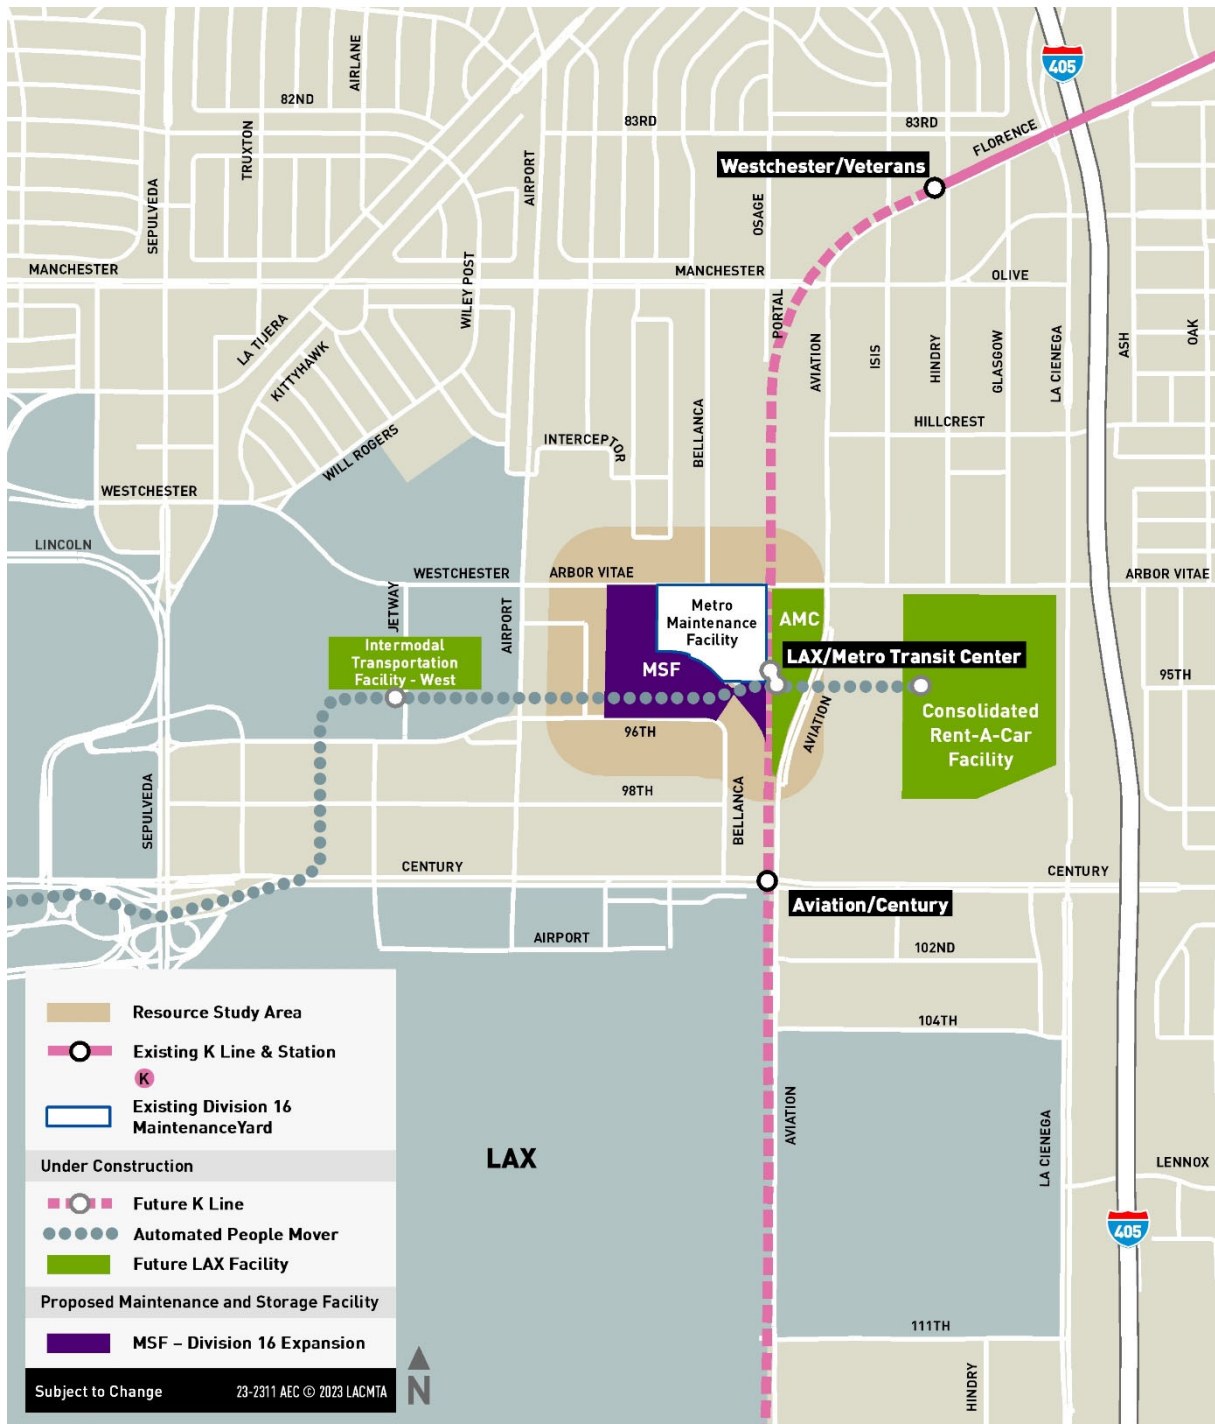 AIRLANE
405
82ND
TRUXTON
83RD
83RD
FLORENCE
AIRPORT
Westchester/Veterans
SEPULVEDA
OSAGE
MANCHESTER
WILEY POST
MANCHESTER
OLIVE
LA TIJERA
PORTAL
AVIATION
ISIS
HINDRY
GLASGOW
LA CIENEGA
ASH
OAK
KITTYHAWK
BELLANCA
HILLCREST
WILL ROGERS
INTERCEPTOR
WESTCHESTER
LINCOLN
WESTCHESTER
ARBOR VITAE
ARBOR VITAE
JETWAY
AIRPORT
Metro
Maintenance
Facility
AMC
Intermodal
Transportation
Facility - West
MSF
LAX/Metro Transit Center
95TH
Consolidated
Rent-A-Car
Facility
96TH
AVIATION
98TH
BELLANCA
SEPULVEDA
CENTURY
CENTURY
Aviation/Century
AIRPORT
102ND
104TH
AVIATION
LA CIENEGA
LAX
LENNOX
405
111TH
HINDRY
Resource Study Area
Existing K Line & Station
K
Existing Division 16
MaintenanceYard
Under Construction
Future K Line
Automated People Mover
Future LAX Facility
Proposed Maintenance and Storage Facility
MSF – Division 16 Expansion
Subject to Change
23-2311 AEC © 2023 LACMTA
N